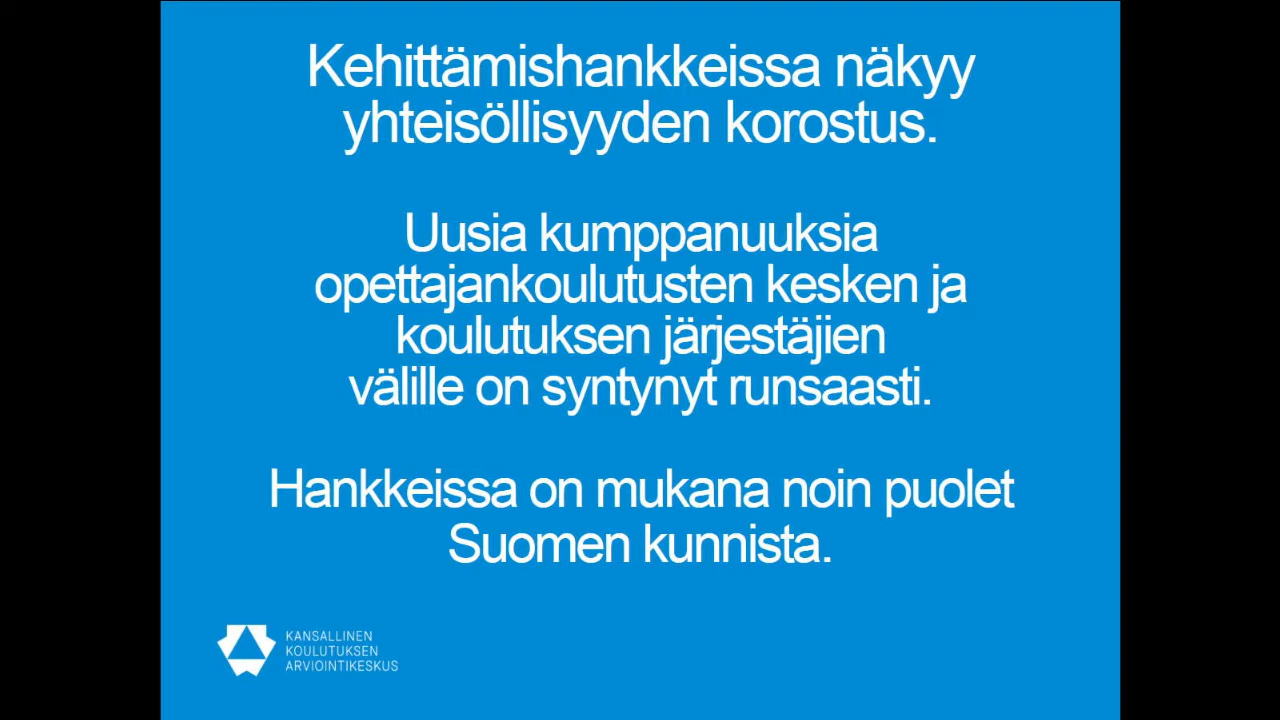 Kehittämishankkeissa näkyy
yhteisöllisyyden korostus.
Uusia kumppanuuksia
opettajankoulutusten kesken ja
koulutuksen järjestäjien
välille on syntynyt runsaasti.
Hankkeissa on mukana noin puolet
Suomen kunnista.
KANSALLINEN
KOULUTUKSEN
ARVIOINTIKESKUS